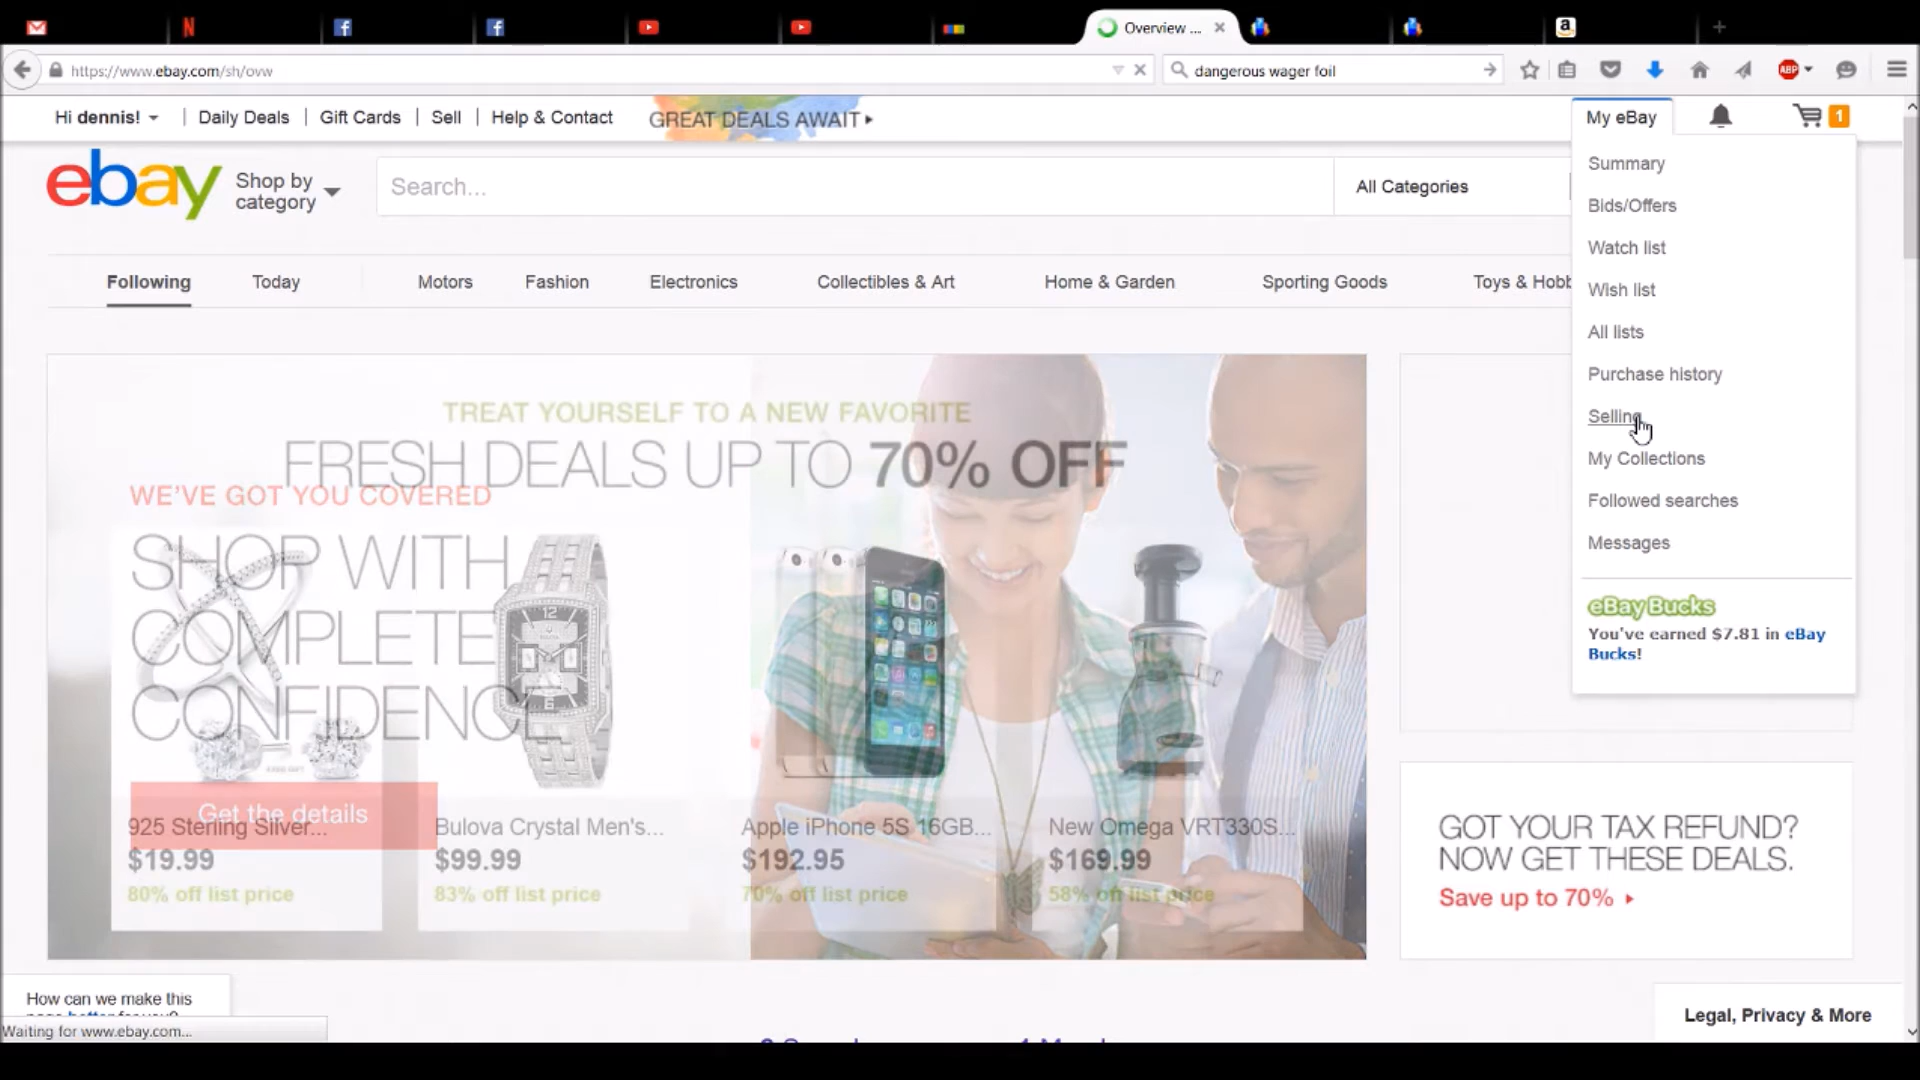 Overview ...
https://www.ebay.com/sh/ovw
dangerous wager foil
ABP
Hi dennis!
Daily Deals
Gift Cards
Sell
Help & Contact
GREAT DEALS AWAIT
My eBay
1
ebay
Shop by
category
Search...
All Categories
Summary
Bids/Offers
Watch list
Wish list
All lists
Purchase history
Selling
My Collections
Followed searches
Messages
eBay Bucks
You've earned $7.81 in eBay
Bucks!
Following
Today
Motors
Fashion
Electronics
Collectibles & Art
Home & Garden
Sporting Goods
Toys & Hobb
TREAT YOURSELF TO A NEW FAVORITE
FRESH DEALS UP TO 70% OFF
WE'VE GOT YOU COVERED
SHOP WITH
COMPLETE
CONFIDENCE
Get the details
925 Sterling Silver...
$19.99
80% off list price
Bulova Crystal Men's...
$99.99
83% off list price
Apple iPhone 5S 16GB...
$192.95
70% off list price
New Omega VRT330S...
$169.99
58% off list price
GOT YOUR TAX REFUND?
NOW GET THESE DEALS.
Save up to 70%
How can we make this
Waiting for www.ebay.com...
Legal, Privacy & More